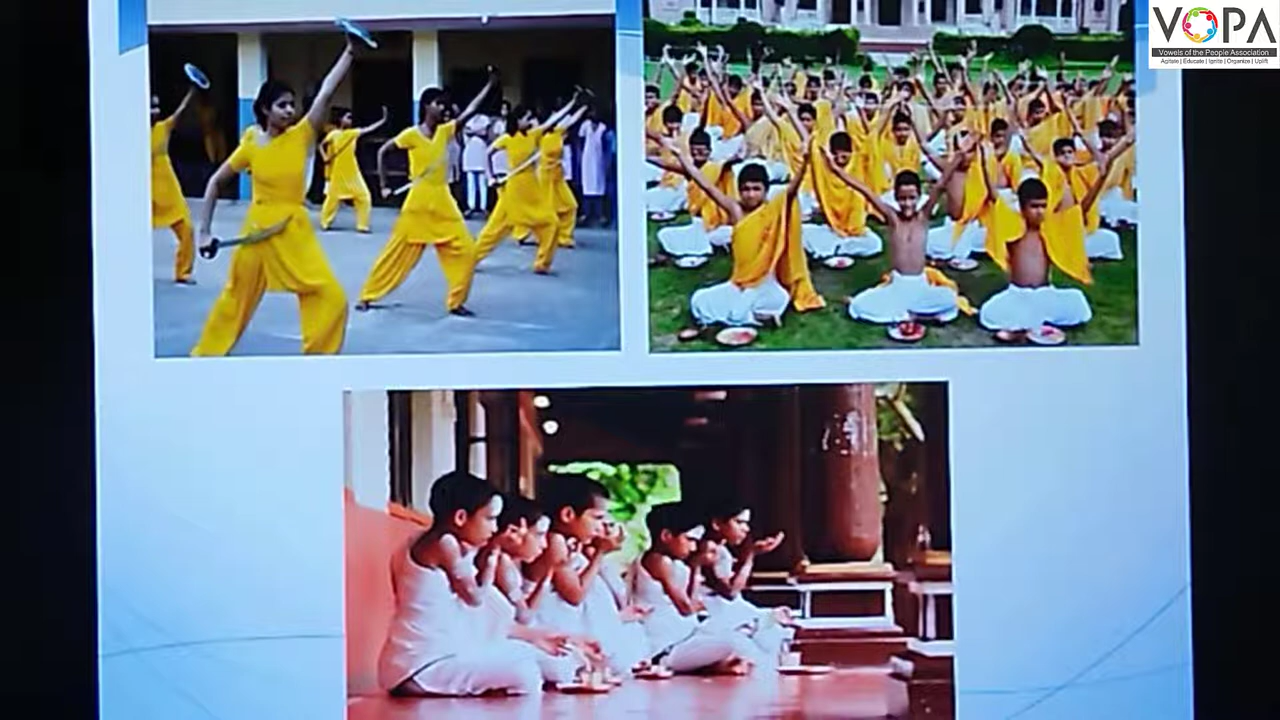 VOPA
Vowels of the People Association
Agitate | Educate | Ignite | Organize | Uplift